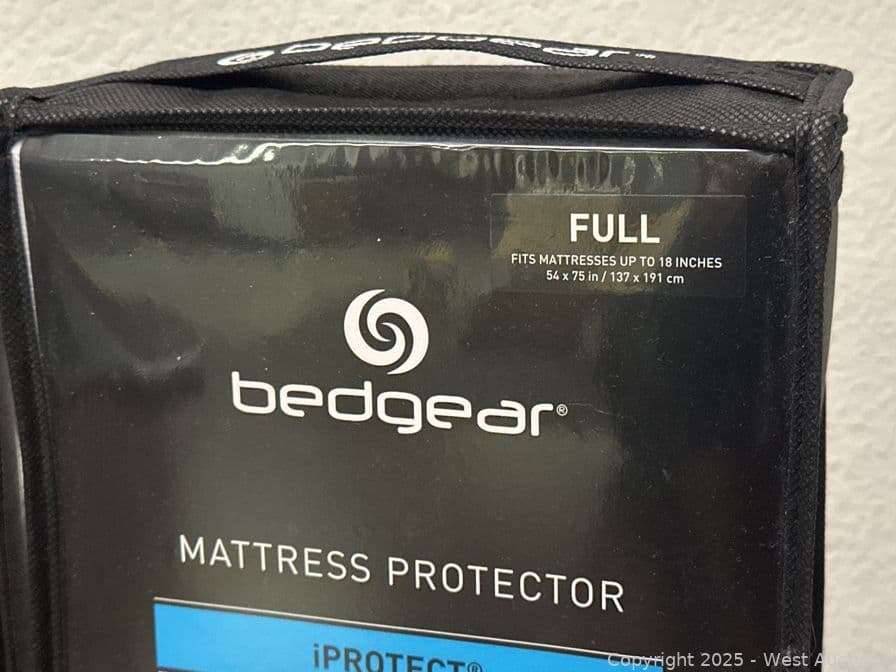 bedgear
FULL
FITS MATTRESSES UP TO 18 INCHES
54 x 75 in / 137 x 191 cm
bedgear®
MATTRESS PROTECTOR
iPROTECT®
Copyright 2025 - West Auctions